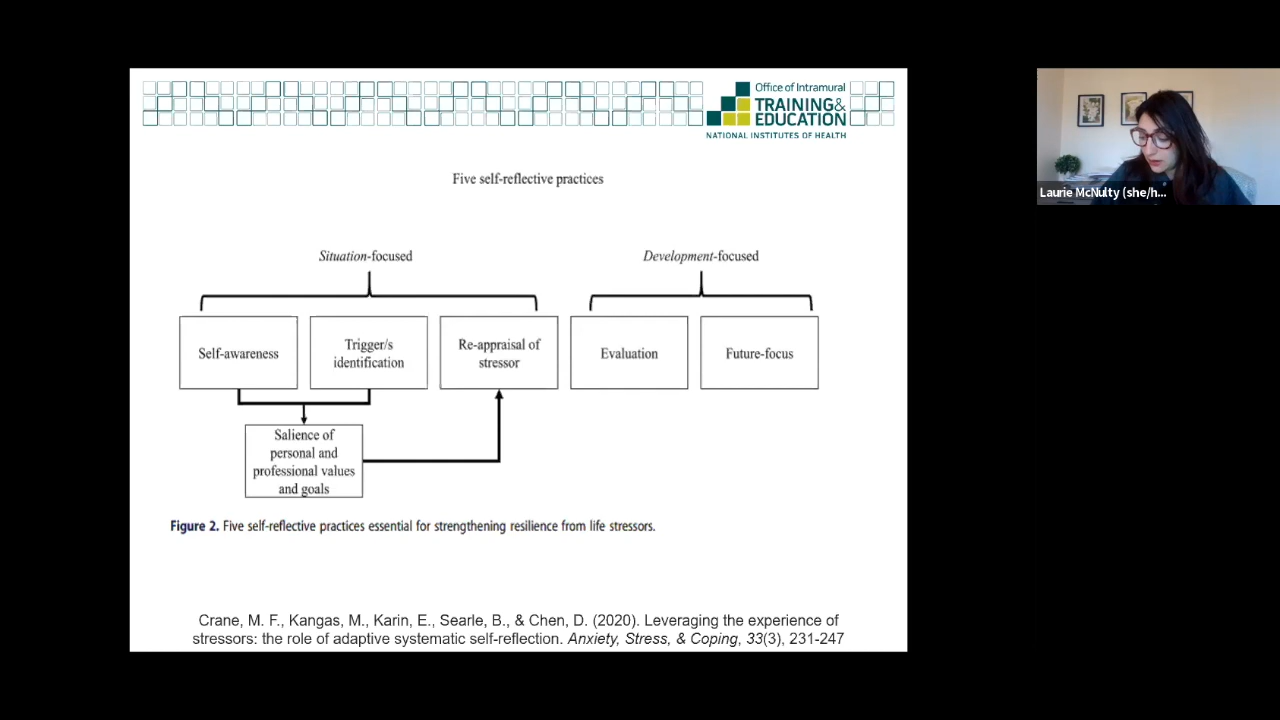 Office of Intramural
TRAINING&
EDUCATION
NATIONAL INSTITUTES OF HEALTH
Laurie McNulty (she/h...
Five self-reflective practices
Situation-focused
Development-focused
Self-awareness
Trigger/s
identification
Re-appraisal of
stressor
Evaluation
Future-focus
Salience of
personal and
professional values
and goals
Figure 2. Five self-reflective practices essential for strengthening resilience from life stressors.
Crane, M. F., Kangas, M., Karin, E., Searle, B., & Chen, D. (2020). Leveraging the experience of
stressors: the role of adaptive systematic self-reflection. Anxiety, Stress, & Coping, 33(3), 231-247